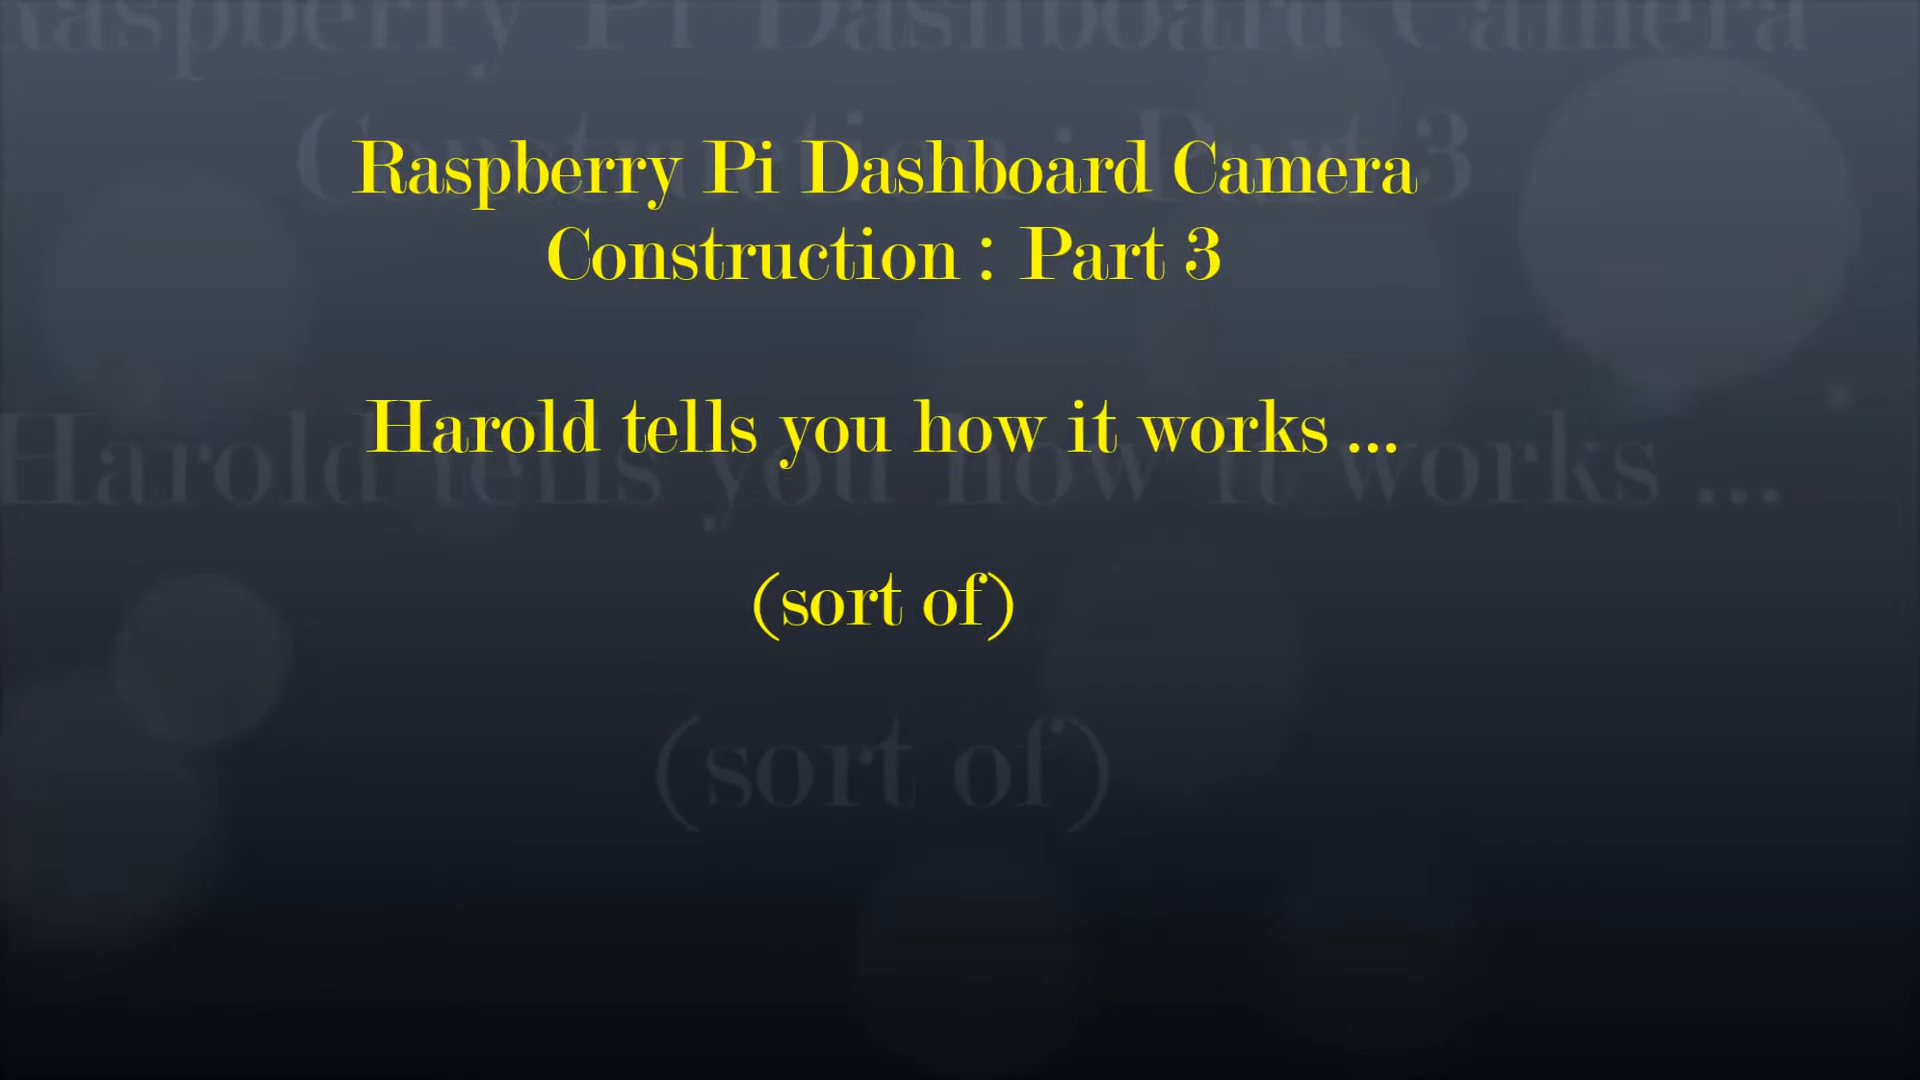 Raspberry Pi Dashboard Camera
Construction : Part 3
Harold tells you how it works ...
(sort of)